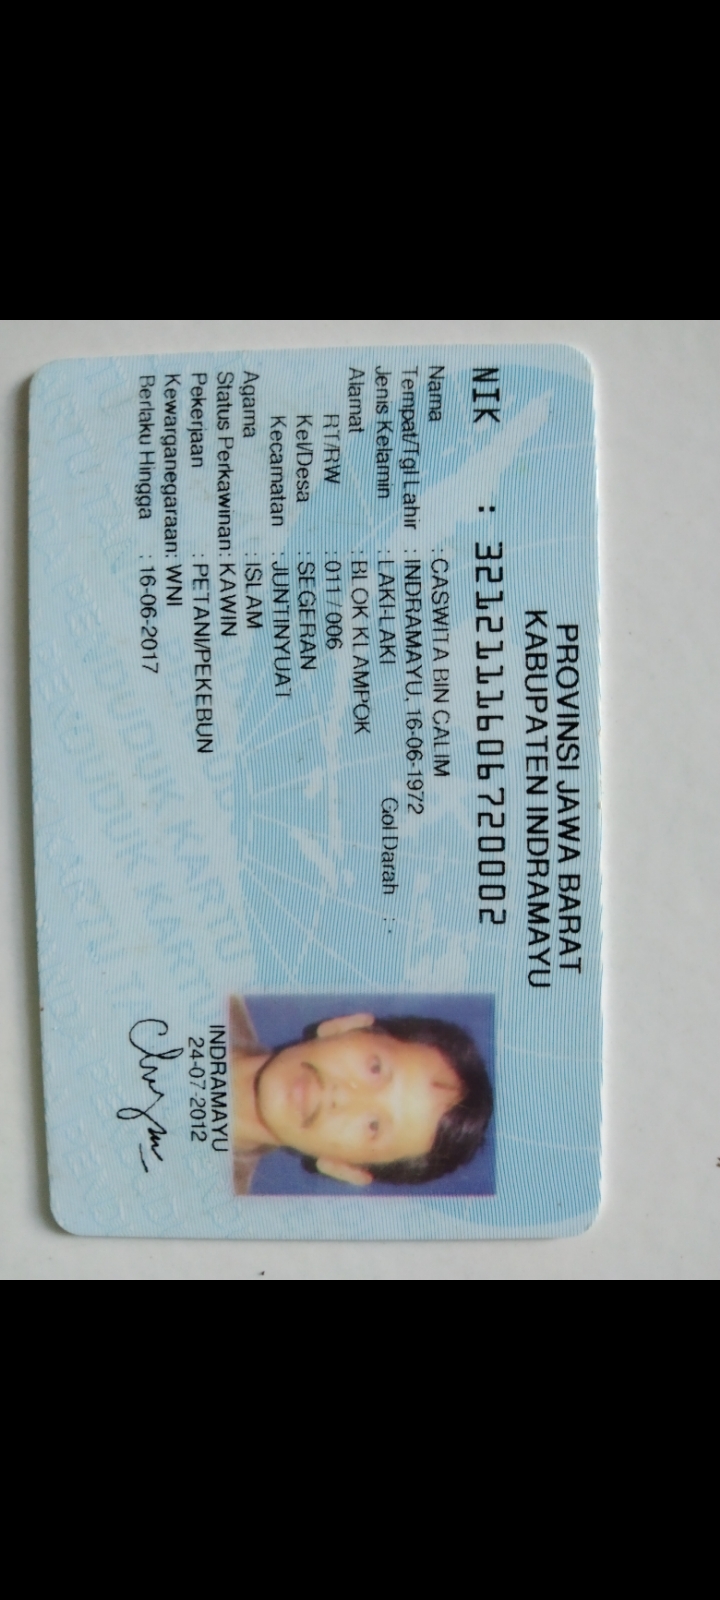 PROVINSI JAWA BARAT
KABUPATEN INDRAMAYU
NIK : 3212111606720002
Nama : CASWITA BIN CALIM
Tempat/Tgl Lahir : INDRAMAYU, 16-06-1972
Jenis Kelamin : LAKI-LAKI Gol Darah : -
Alamat : BLOK KLAMPOK
RT/RW : 011 / 006
Kel/Desa : SEGERAN
Kecamatan : JUNTINYUAT
Agama : ISLAM
Status Perkawinan: KAWIN
Pekerjaan : PETANI/PEKEBUN
Kewarganegaraan: WNI
Berlaku Hingga : 16-06-2017
INDRAMAYU
24-07-2012